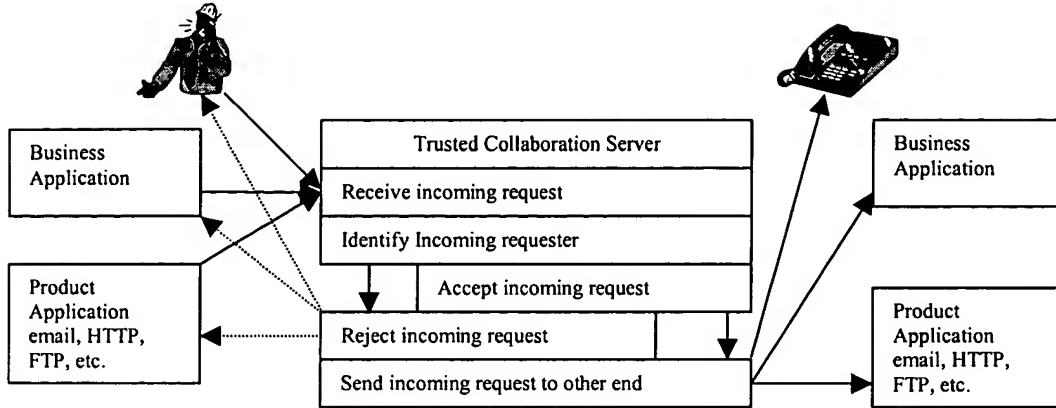 Business
Application
Product
Application
email, HTTP,
FTP, etc.
Trusted Collaboration Server
Receive incoming request
Identify Incoming requester
Accept incoming request
Reject incoming request
Send incoming request to other end
Business
Application
Product
Application
email, HTTP,
FTP, etc.